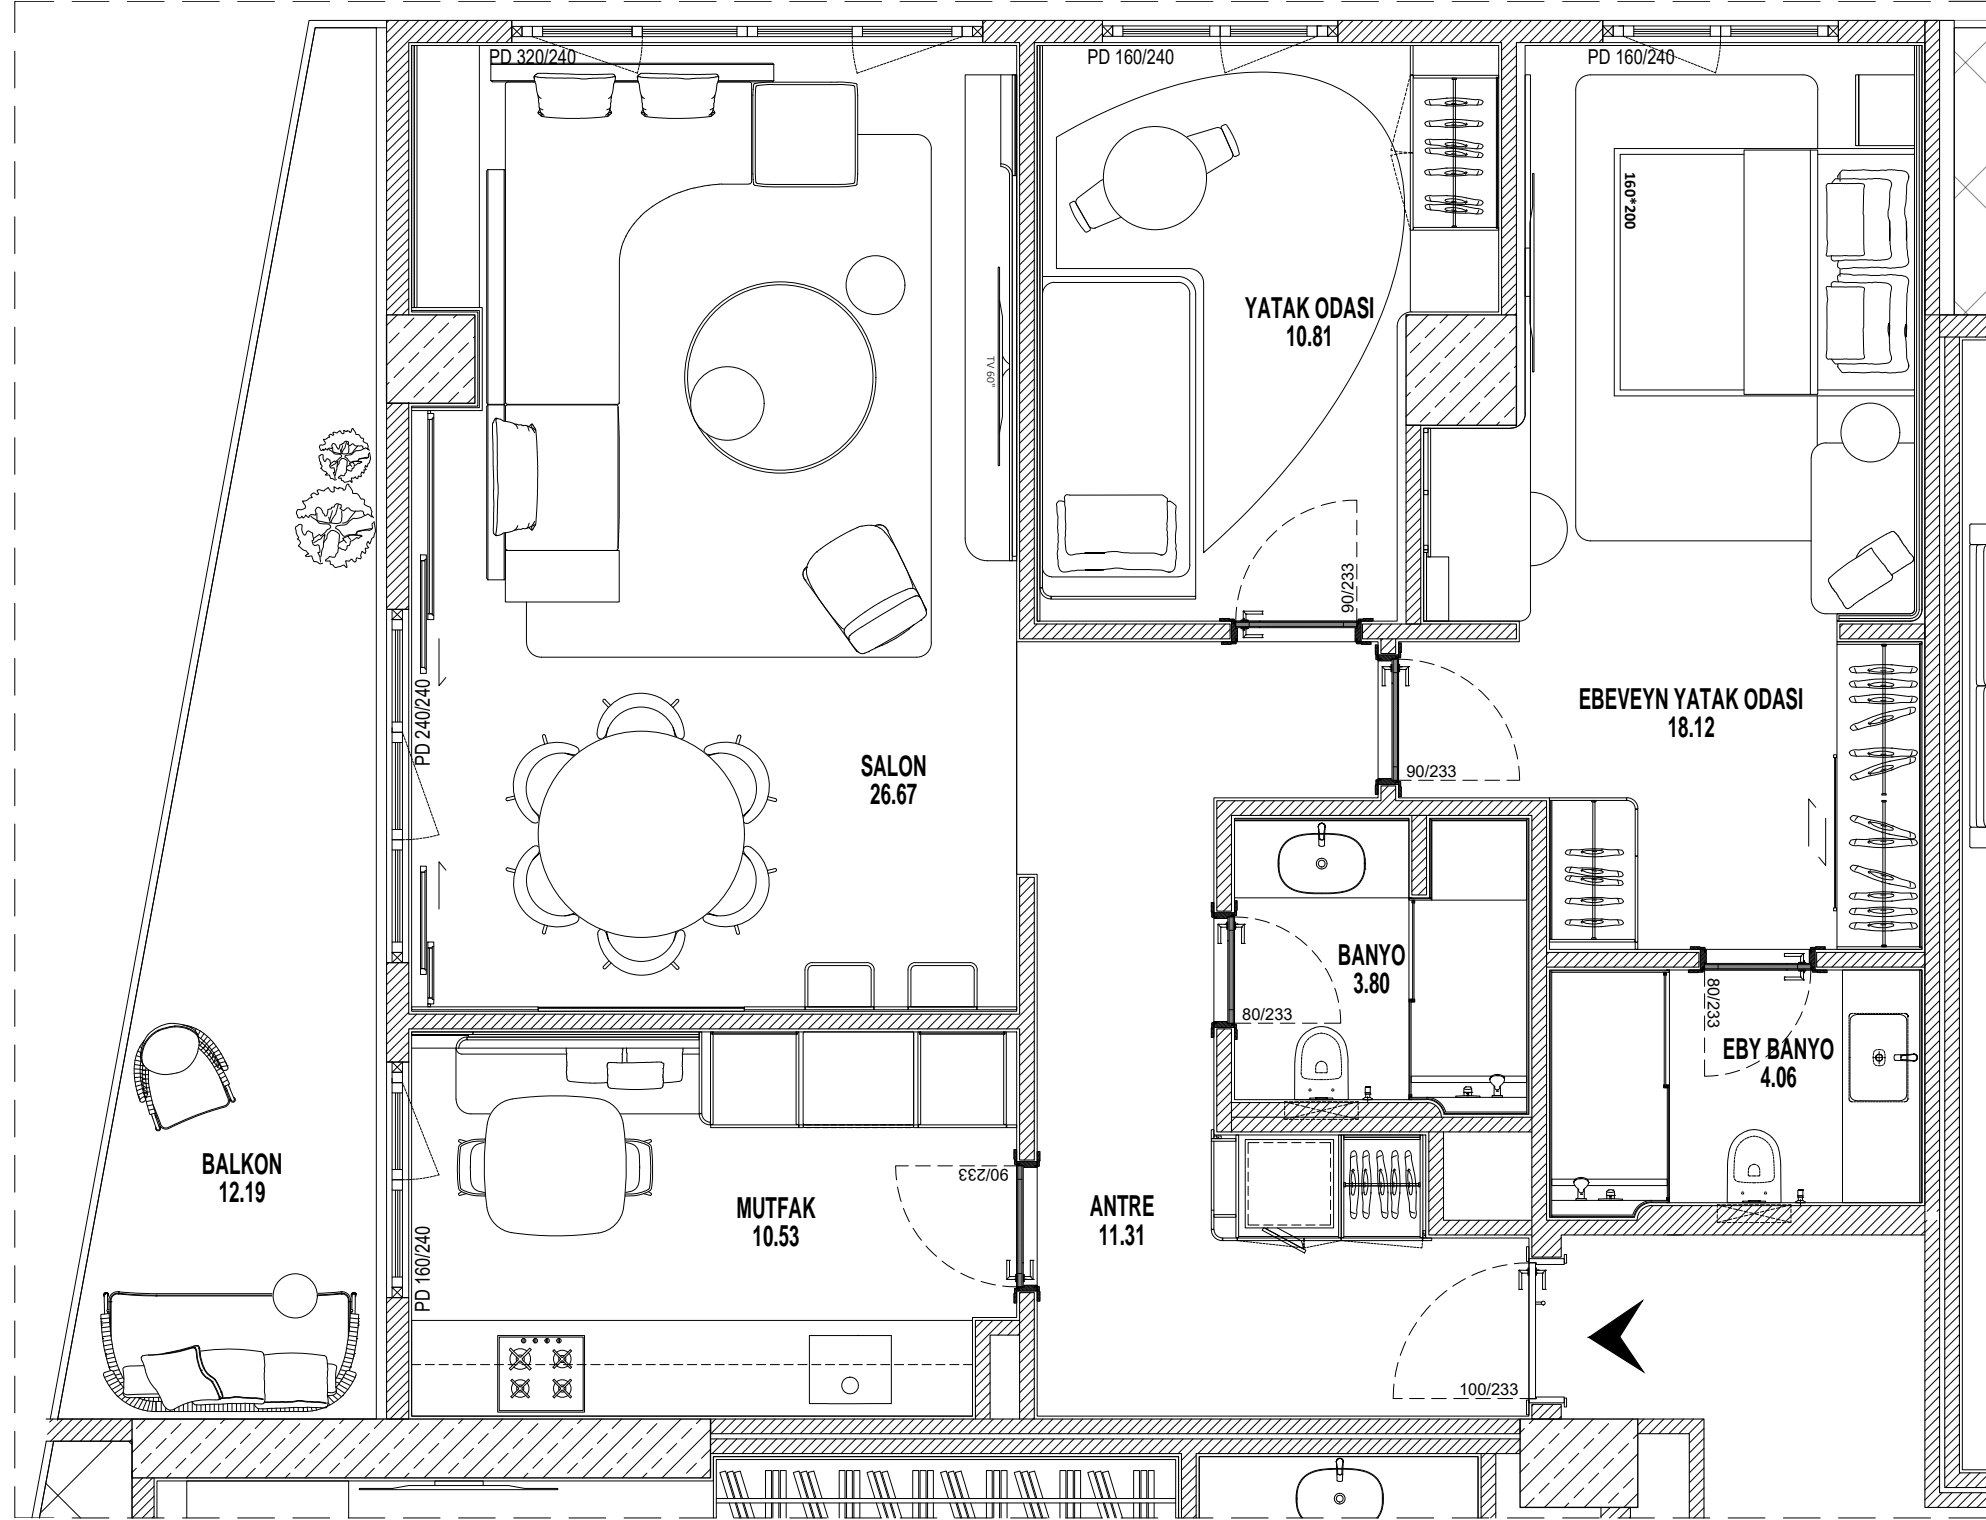 PD 320/240
PD 160/240
PD 160/240
160*200
YATAK ODASI
10.81
TV 60"
90/233
PD 240/240
EBEVEYN YATAK ODASI
18.12
SALON
26.67
90/233
BANYO
3.80
80/233
80/233
EBY BANYO
4.06
BALKON
12.19
90/233
MUTFAK
10.53
ANTRE
11.31
PD 160/240
100/233